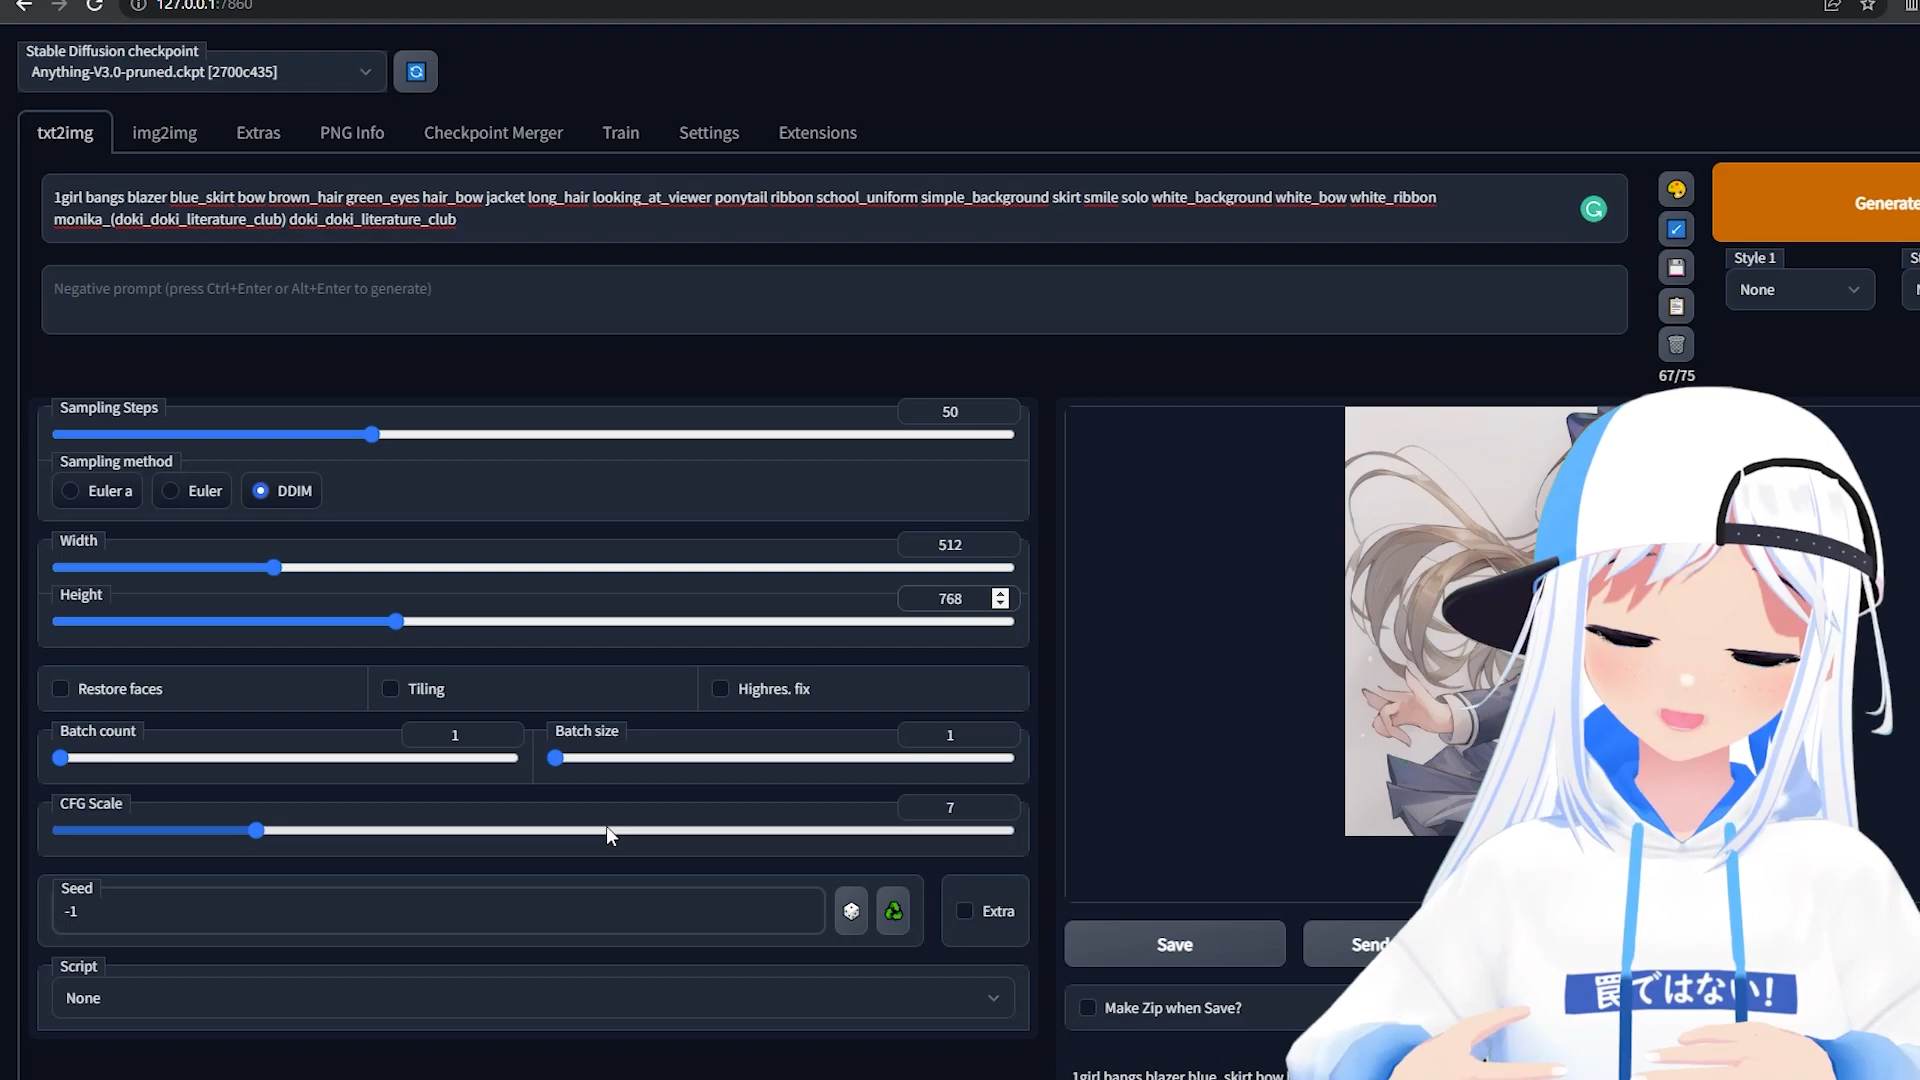 127.0.0.1:7860
Stable Diffusion checkpoint
Anything-V3.0-pruned.ckpt [2700c435]
txt2img
img2img
Extras
PNG Info
Checkpoint Merger
Train
Settings
Extensions
1girl bangs blazer blue_skirt bow brown_hair green_eyes hair_bow jacket long_hair looking_at_viewer ponytail ribbon school_uniform simple_background skirt smile solo white_background white_bow white_ribbon
monika_(doki_doki_literature_club) doki_doki_literature_club
Generate
Negative prompt (press Ctrl+Enter or Alt+Enter to generate)
Style 1
None
67/75
Sampling Steps
50
Sampling method
Euler a
Euler
DDIM
Width
512
Height
768
Restore faces
Tiling
Highres. fix
Batch count
1
Batch size
1
CFG Scale
7
Seed
-1
Extra
Script
None
Save
Send
Make Zip when Save?
1girl bangs blazer blue_skirt bow
罠ではない!